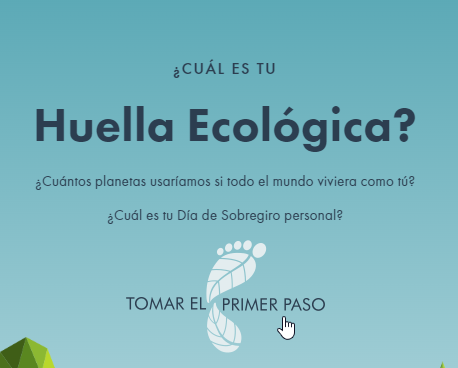 ¿CUÁL ES TU
Huella Ecológica?
¿Cuántos planetas usaríamos si todo el mundo viviera como tú?
¿Cuál es tu Día de Sobregiro personal?
TOMAR EL PRIMER PASO